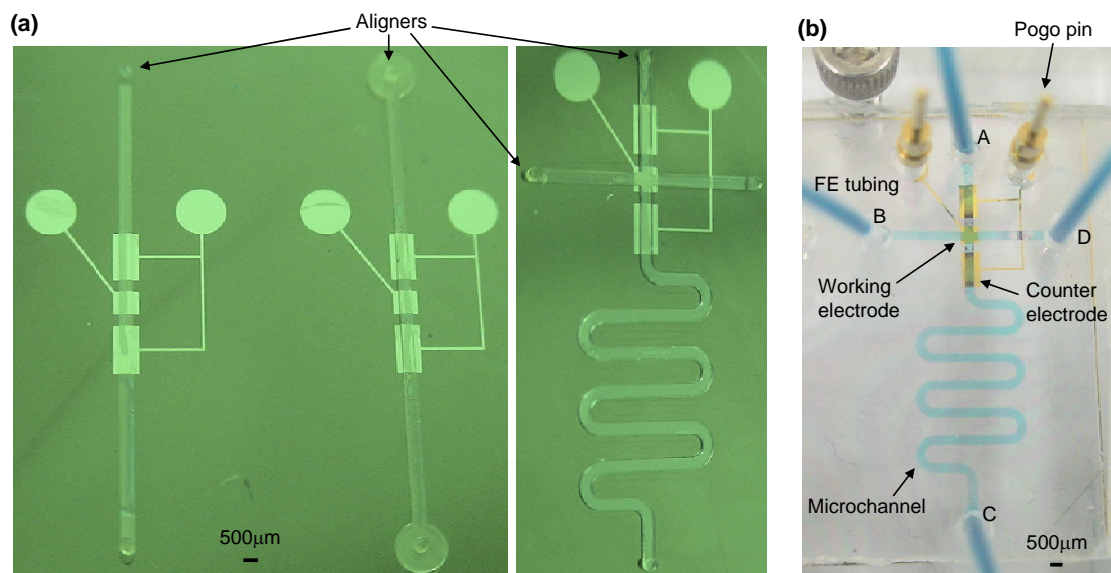 (a)
Aligners
500μm
(b)
Pogo pin
A
FE tubing
B
D
Working
electrode
Counter
electrode
Microchannel
C
500μm